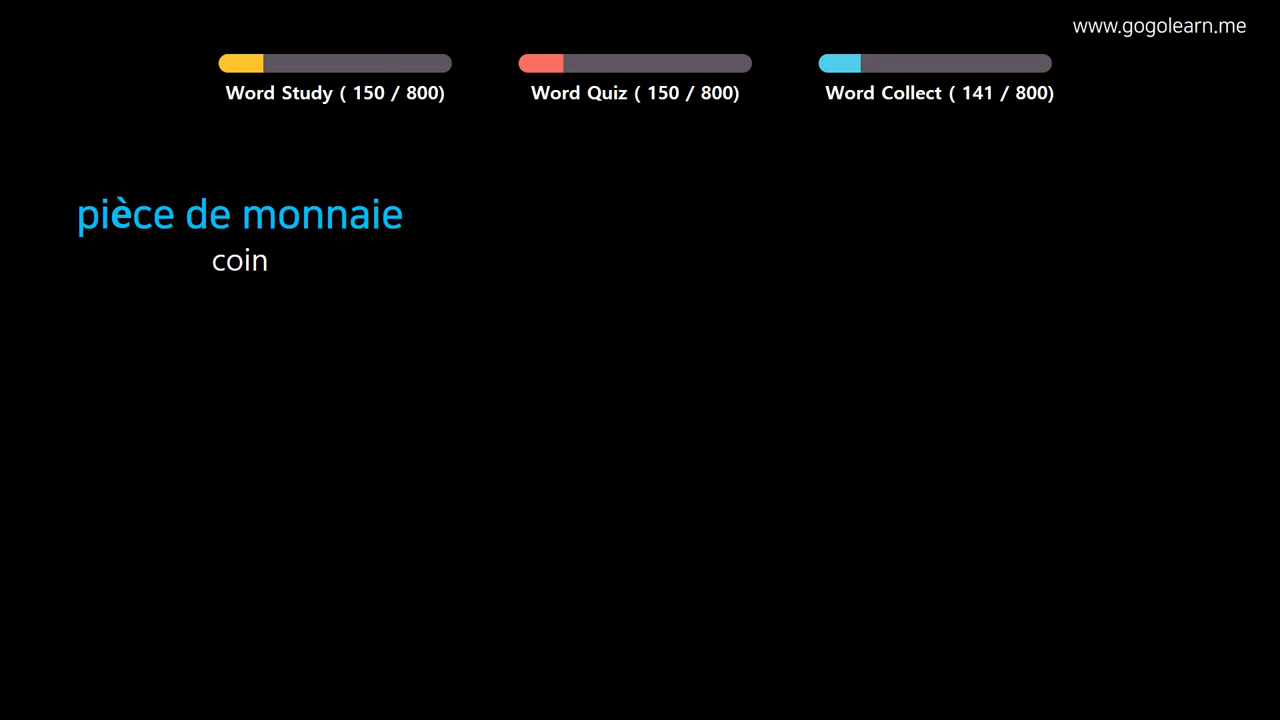 www.gogolearn.me
Word Study ( 150 / 800)
Word Quiz ( 150 / 800)
Word Collect ( 141 / 800)
pièce de monnaie
coin